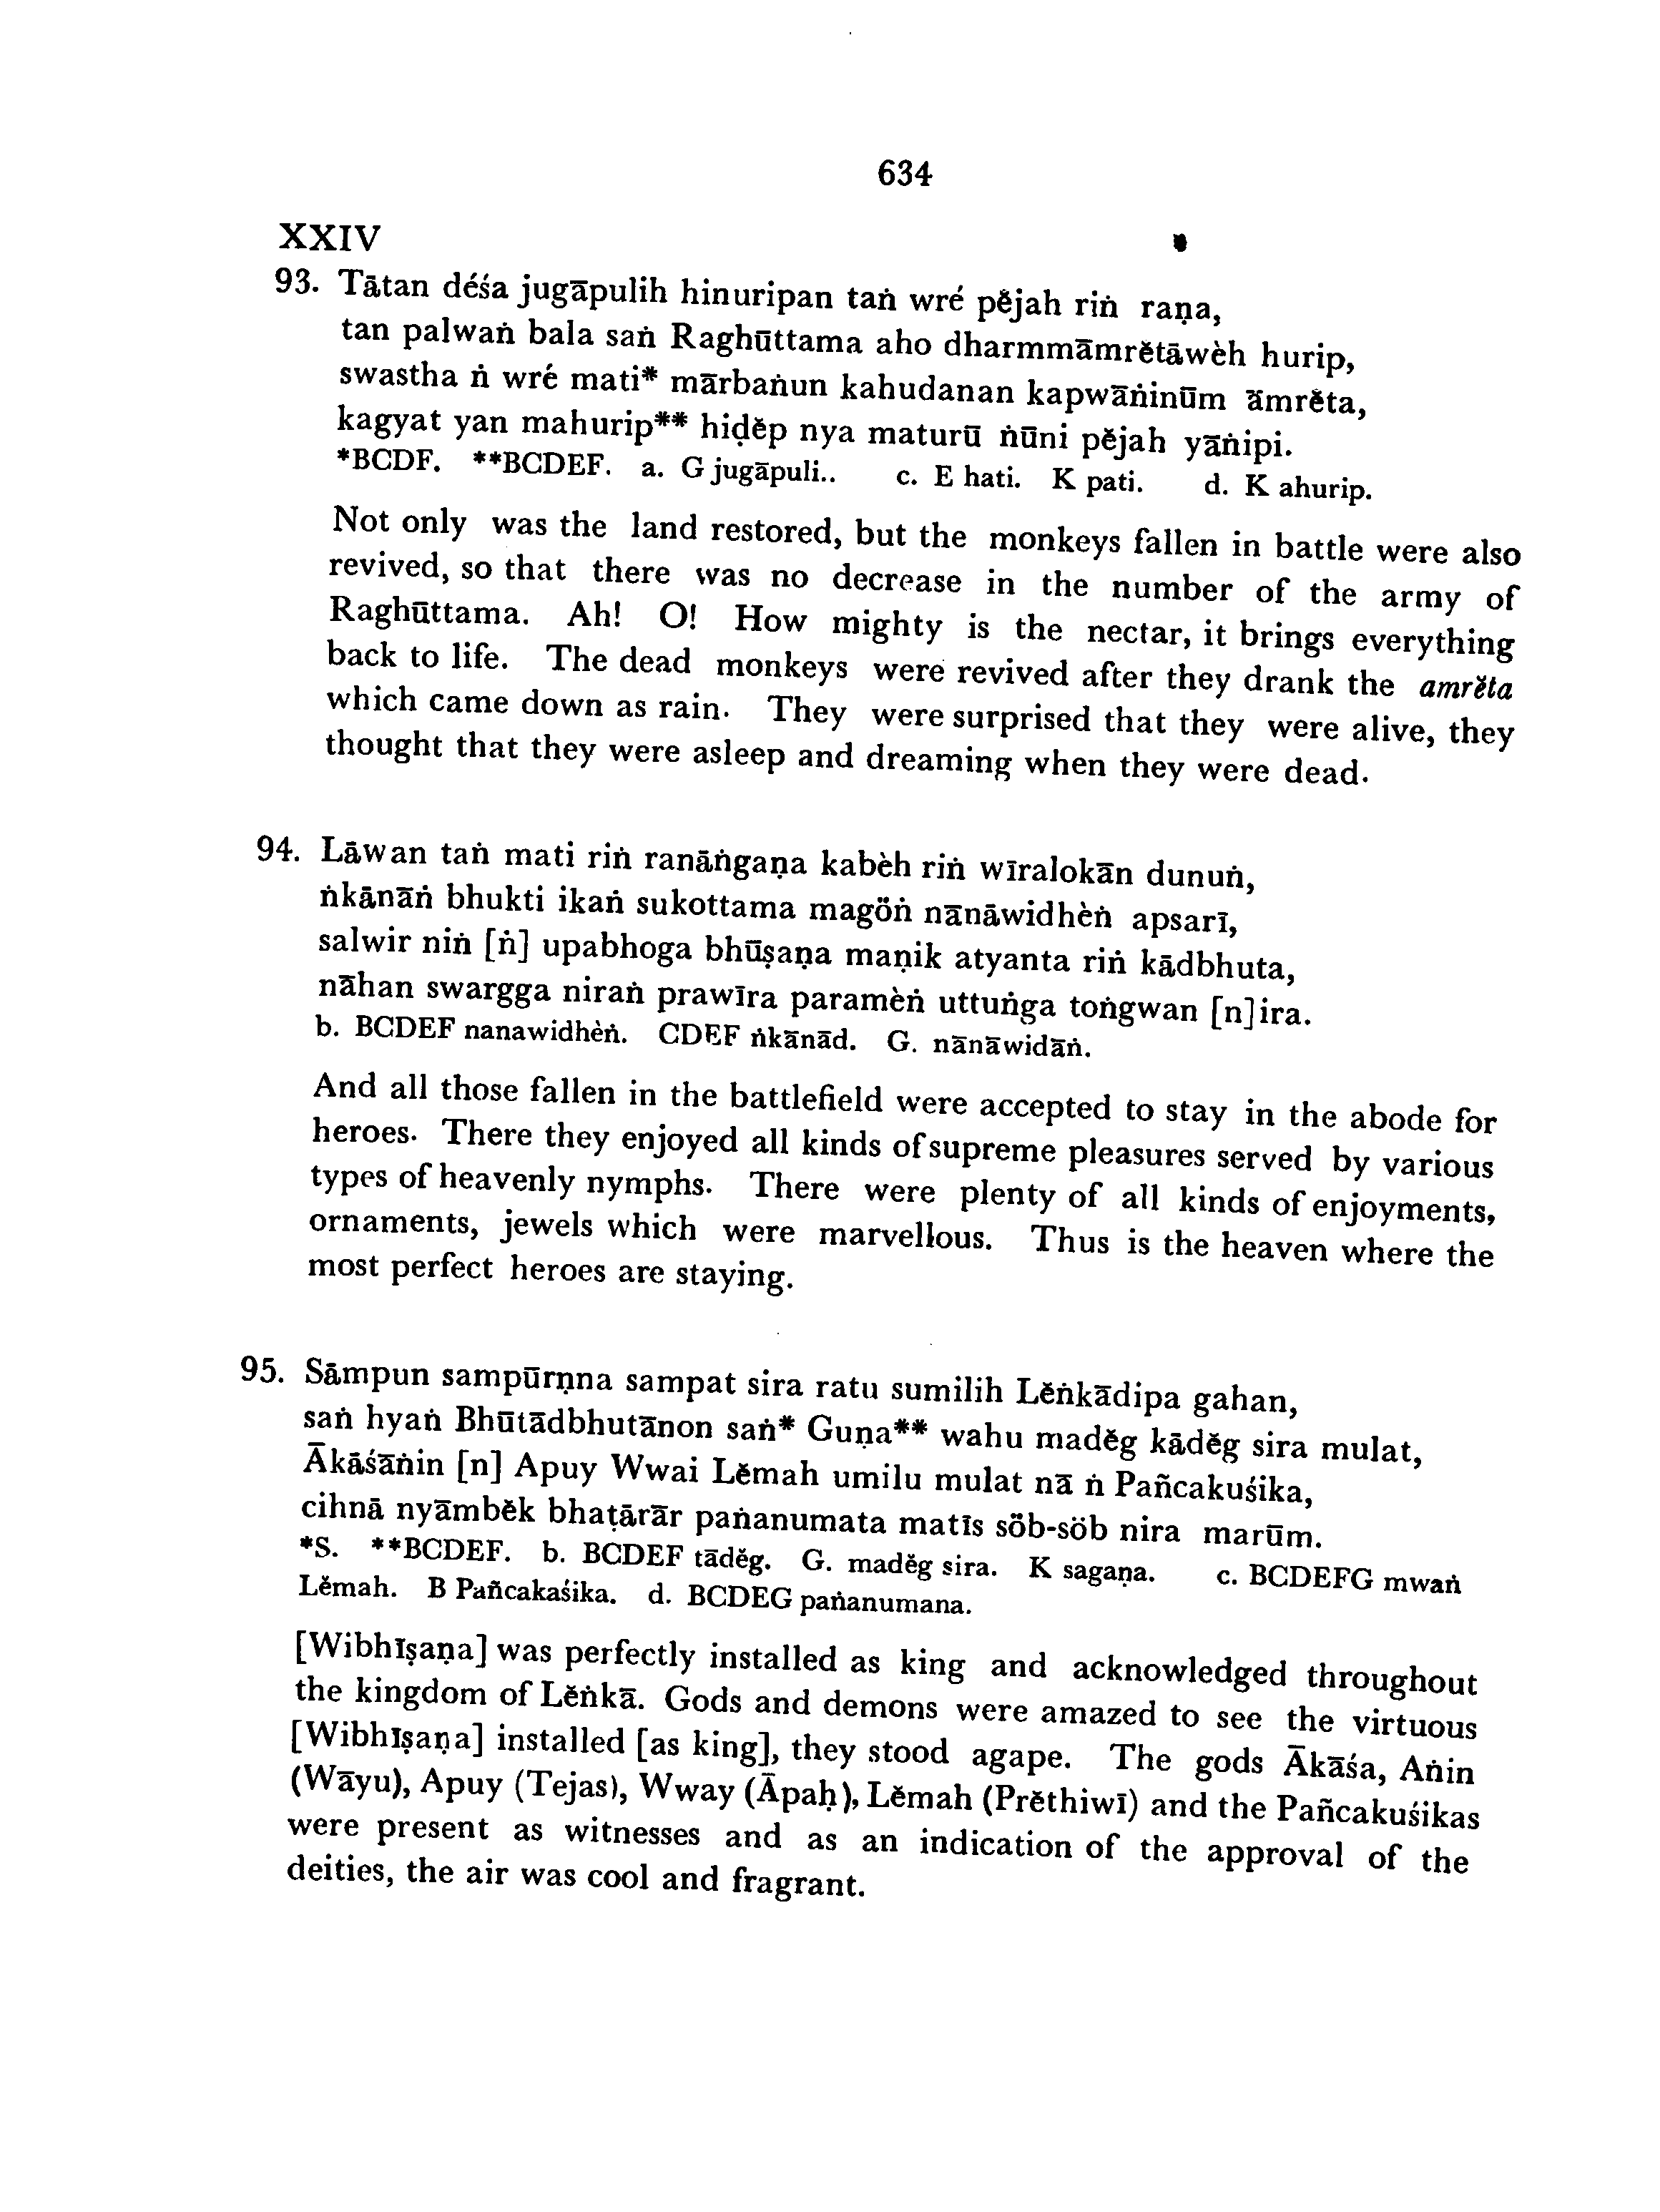 634
XXIV
93. Tātan déśa jugāpulih hinuripan taṅ wré pĕjah riṅ raṇa,
tan palwaṅ bala saṅ Raghūttama aho dharmmāmrĕtāwèh hurip,
swastha ṅ wré mati* mārbaṅun kahudanan kapwāṅinūm āmrĕta,
kagyat yan mahurip** hiḍĕp nya maturū ṅūni pĕjah yāṅipi.
*BCDF. **BCDEF. a. G jugāpuli.. c. E hati. K pati. d. K ahurip.
Not only was the land restored, but the monkeys fallen in battle were also
revived, so that there was no decrease in the number of the army of
Raghūttama. Ah! O! How mighty is the nectar, it brings everything
back to life. The dead monkeys were revived after they drank the amrĕta
which came down as rain. They were surprised that they were alive, they
thought that they were asleep and dreaming when they were dead.
94. Lāwan taṅ mati riṅ ranāṅgaṇa kabèh riṅ wīralokān dunuṅ,
ṅkānāṅ bhukti ikaṅ sukottama magöṅ nānāwidhèṅ apsarī,
salwir niṅ [ṅ] upabhoga bhūṣaṇa maṇik atyanta riṅ kādbhuta,
nāhan swargga niraṅ prawīra paramèṅ uttuṅga toṅgwan [n]ira.
b. BCDEF nanawidhèṅ. CDEF ṅkānād. G. nānāwidāṅ.
And all those fallen in the battlefield were accepted to stay in the abode for
heroes. There they enjoyed all kinds of supreme pleasures served by various
types of heavenly nymphs. There were plenty of all kinds of enjoyments,
ornaments, jewels which were marvellous. Thus is the heaven where the
most perfect heroes are staying.
95. Sāmpun sampūrṇna sampat sira ratu sumilih Lĕṅkādipa gahan,
saṅ hyaṅ Bhūtādbhutānon saṅ* Guṇa** wahu madĕg kādĕg sira mulat,
Ākāśāṅin [n] Apuy Wwai Lĕmah umilu mulat nā ṅ Pañcakuśika,
cihnā nyāmbĕk bhaṭārār paṅanumata matīs söb-söb nira marūm.
*S. **BCDEF. b. BCDEF tādĕg. G. madĕg sira. K sagaṇa. c. BCDEFG mwaṅ
Lĕmah. B Pañcakaśika. d. BCDEG paṅanumana.
[Wibhīṣaṇa] was perfectly installed as king and acknowledged throughout
the kingdom of Lĕṅkā. Gods and demons were amazed to see the virtuous
[Wibhīṣaṇa] installed [as king], they stood agape. The gods Ākāśa, Aṅin
(Wāyu), Apuy (Tejas), Wway (Āpaḥ), Lĕmah (Prĕthiwī) and the Pañcakuśikas
were present as witnesses and as an indication of the approval of the
deities, the air was cool and fragrant.